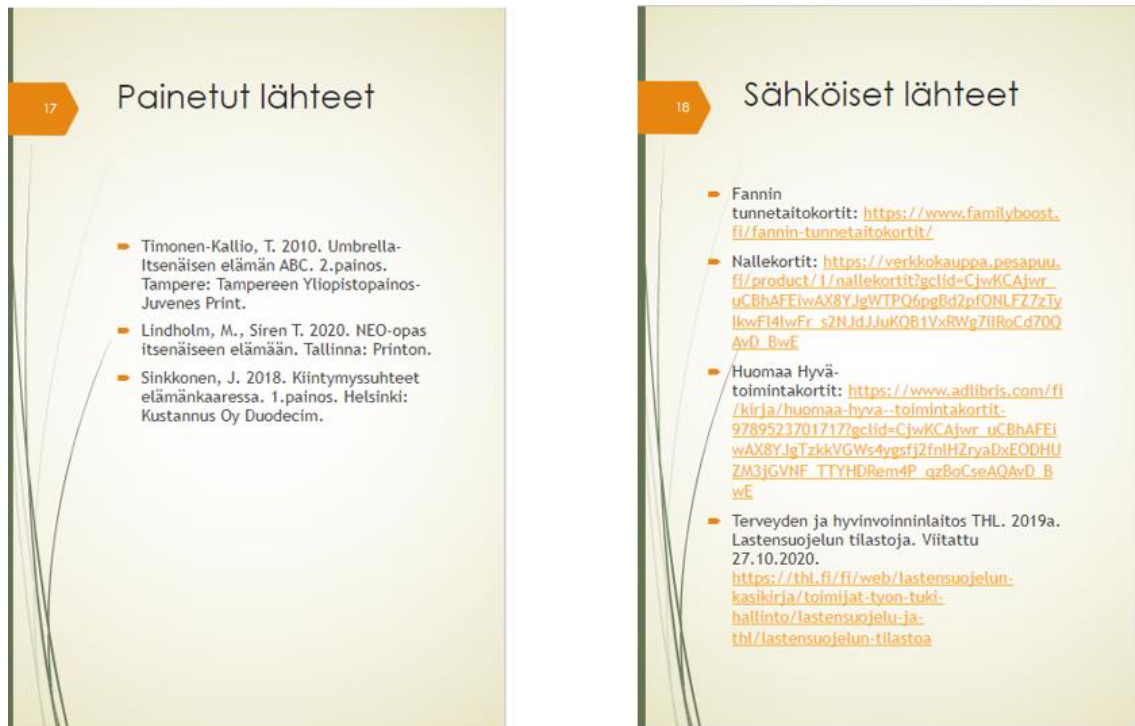 17
Painetut lähteet
Timonen-Kallio, T. 2010. Umbrella-
Itsenäisen elämän ABC. 2.painos.
Tampere: Tampereen Yliopistopainos-
Juvenes Print.
Lindholm, M., Siren T. 2020. NEO-opas
itsenäiseen elämään. Tallinna: Printon.
Sinkkonen, J. 2018. Kiintymyssuhteet
elämänkaaressa. 1.painos. Helsinki:
Kustannus Oy Duodecim.
18
Sähköiset lähteet
Fannin
tunnetaitokortit: https://www.familyboost.
fi/fannin-tunnetaitokortit/
Nallekortit: https://verkkokauppa.pesapuu.
fi/product/1/nallekortit?gclid=CjwKCAjwr_
uCBhAFEiwAX8YJgWTPQ6pgBd2pfONLFZ7zTy
IkwFI4lwFr_s2NJdJJuKQB1VxRWg7iIRoCd70Q
AvD_BwE
Huomaa Hyvä-
toimintakortit: https://www.adlibris.com/fi
/kirja/huomaa-hyva--toimintakortit-
9789523701717?gclid=CjwKCAjwr_uCBhAFEi
wAX8YJgTzkkVGWs4ygsfj2fnlHZryaDxEODHU
ZM3jGVNF_TTYHDRem4P_qzBoCseAQAvD_B
wE
Terveyden ja hyvinvoinninlaitos THL. 2019a.
Lastensuojelun tilastoja. Viitattu
27.10.2020.
https://thl.fi/fi/web/lastensuojelun-
kasikirja/toimijat-tyon-tuki-
hallinto/lastensuojelu-ja-
thl/lastensuojelun-tilastoa